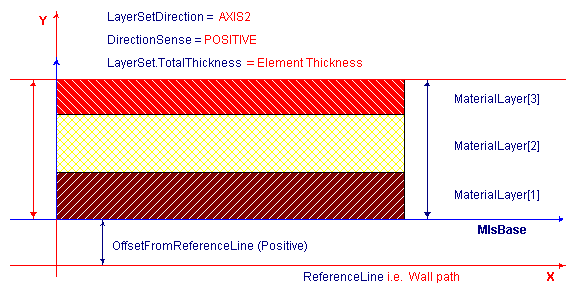 Y
LayerSetDirection = AXIS2
DirectionSense = POSITIVE
LayerSet.TotalThickness = Element Thickness
MaterialLayer[3]
MaterialLayer[2]
MaterialLayer[1]
MlsBase
OffsetFromReferenceLine (Positive)
ReferenceLine i.e. Wall path
X